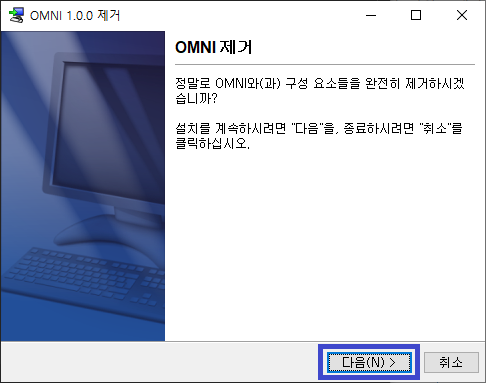 OMNI 1.0.0 제거
OMNI 제거
정말로 OMNI와(과) 구성 요소들을 완전히 제거하시겠
습니까?
설치를 계속하시려면 "다음"을, 종료하시려면 "취소"를
클릭하십시오.
다음(N) >
취소